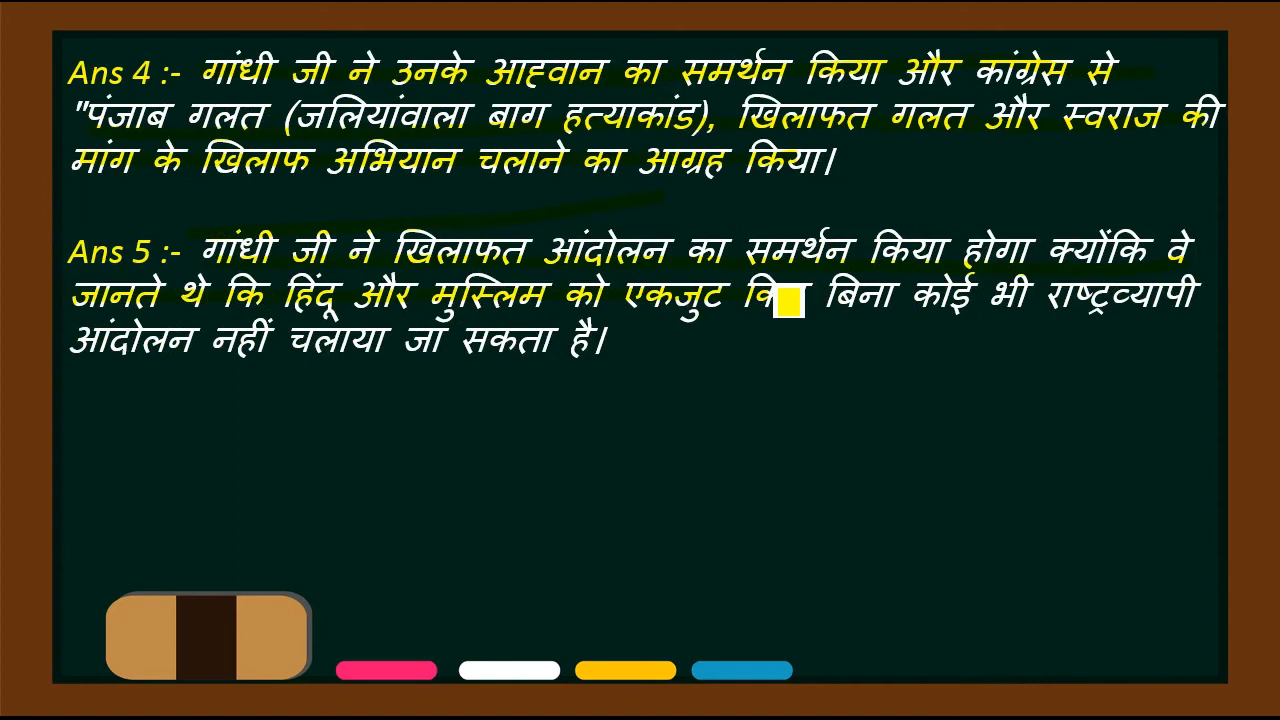 Ans 4 :- गांधी जी ने उनके आह्वान का समर्थन किया और कांग्रेस से
"पंजाब गलत (जलियांवाला बाग हत्याकांड), खिलाफत गलत और स्वराज की
मांग के खिलाफ अभियान चलाने का आग्रह किया।
Ans 5 :- गांधी जी ने खिलाफत आंदोलन का समर्थन किया होगा क्योंकि वे
जानते थे कि हिंदू और मुस्लिम को एकजुट बिना कोई भी राष्ट्रव्यापी
आंदोलन नहीं चलाया जा सकता है।